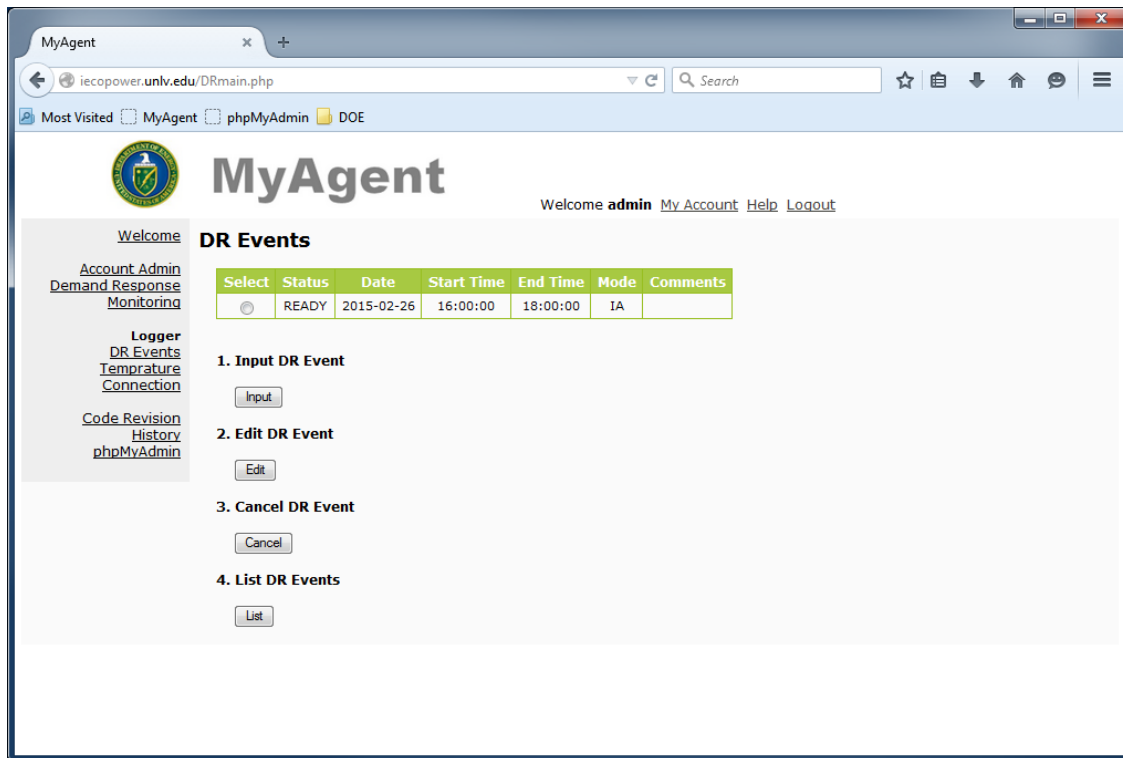 MyAgent
iecopower.unlv.edu/DRmain.php
Search
Most Visited MyAgent phpMyAdmin DOE
MyAgent
Welcome admin My Account Help Logout
Welcome
Account Admin
Demand Response
Monitoring
Logger
DR Events
Temprature
Connection
Code Revision
History
phpMyAdmin
DR Events
Select Status Date Start Time End Time Mode Comments
READY 2015-02-26 16:00:00 18:00:00 IA
1. Input DR Event
Input
2. Edit DR Event
Edit
3. Cancel DR Event
Cancel
4. List DR Events
List